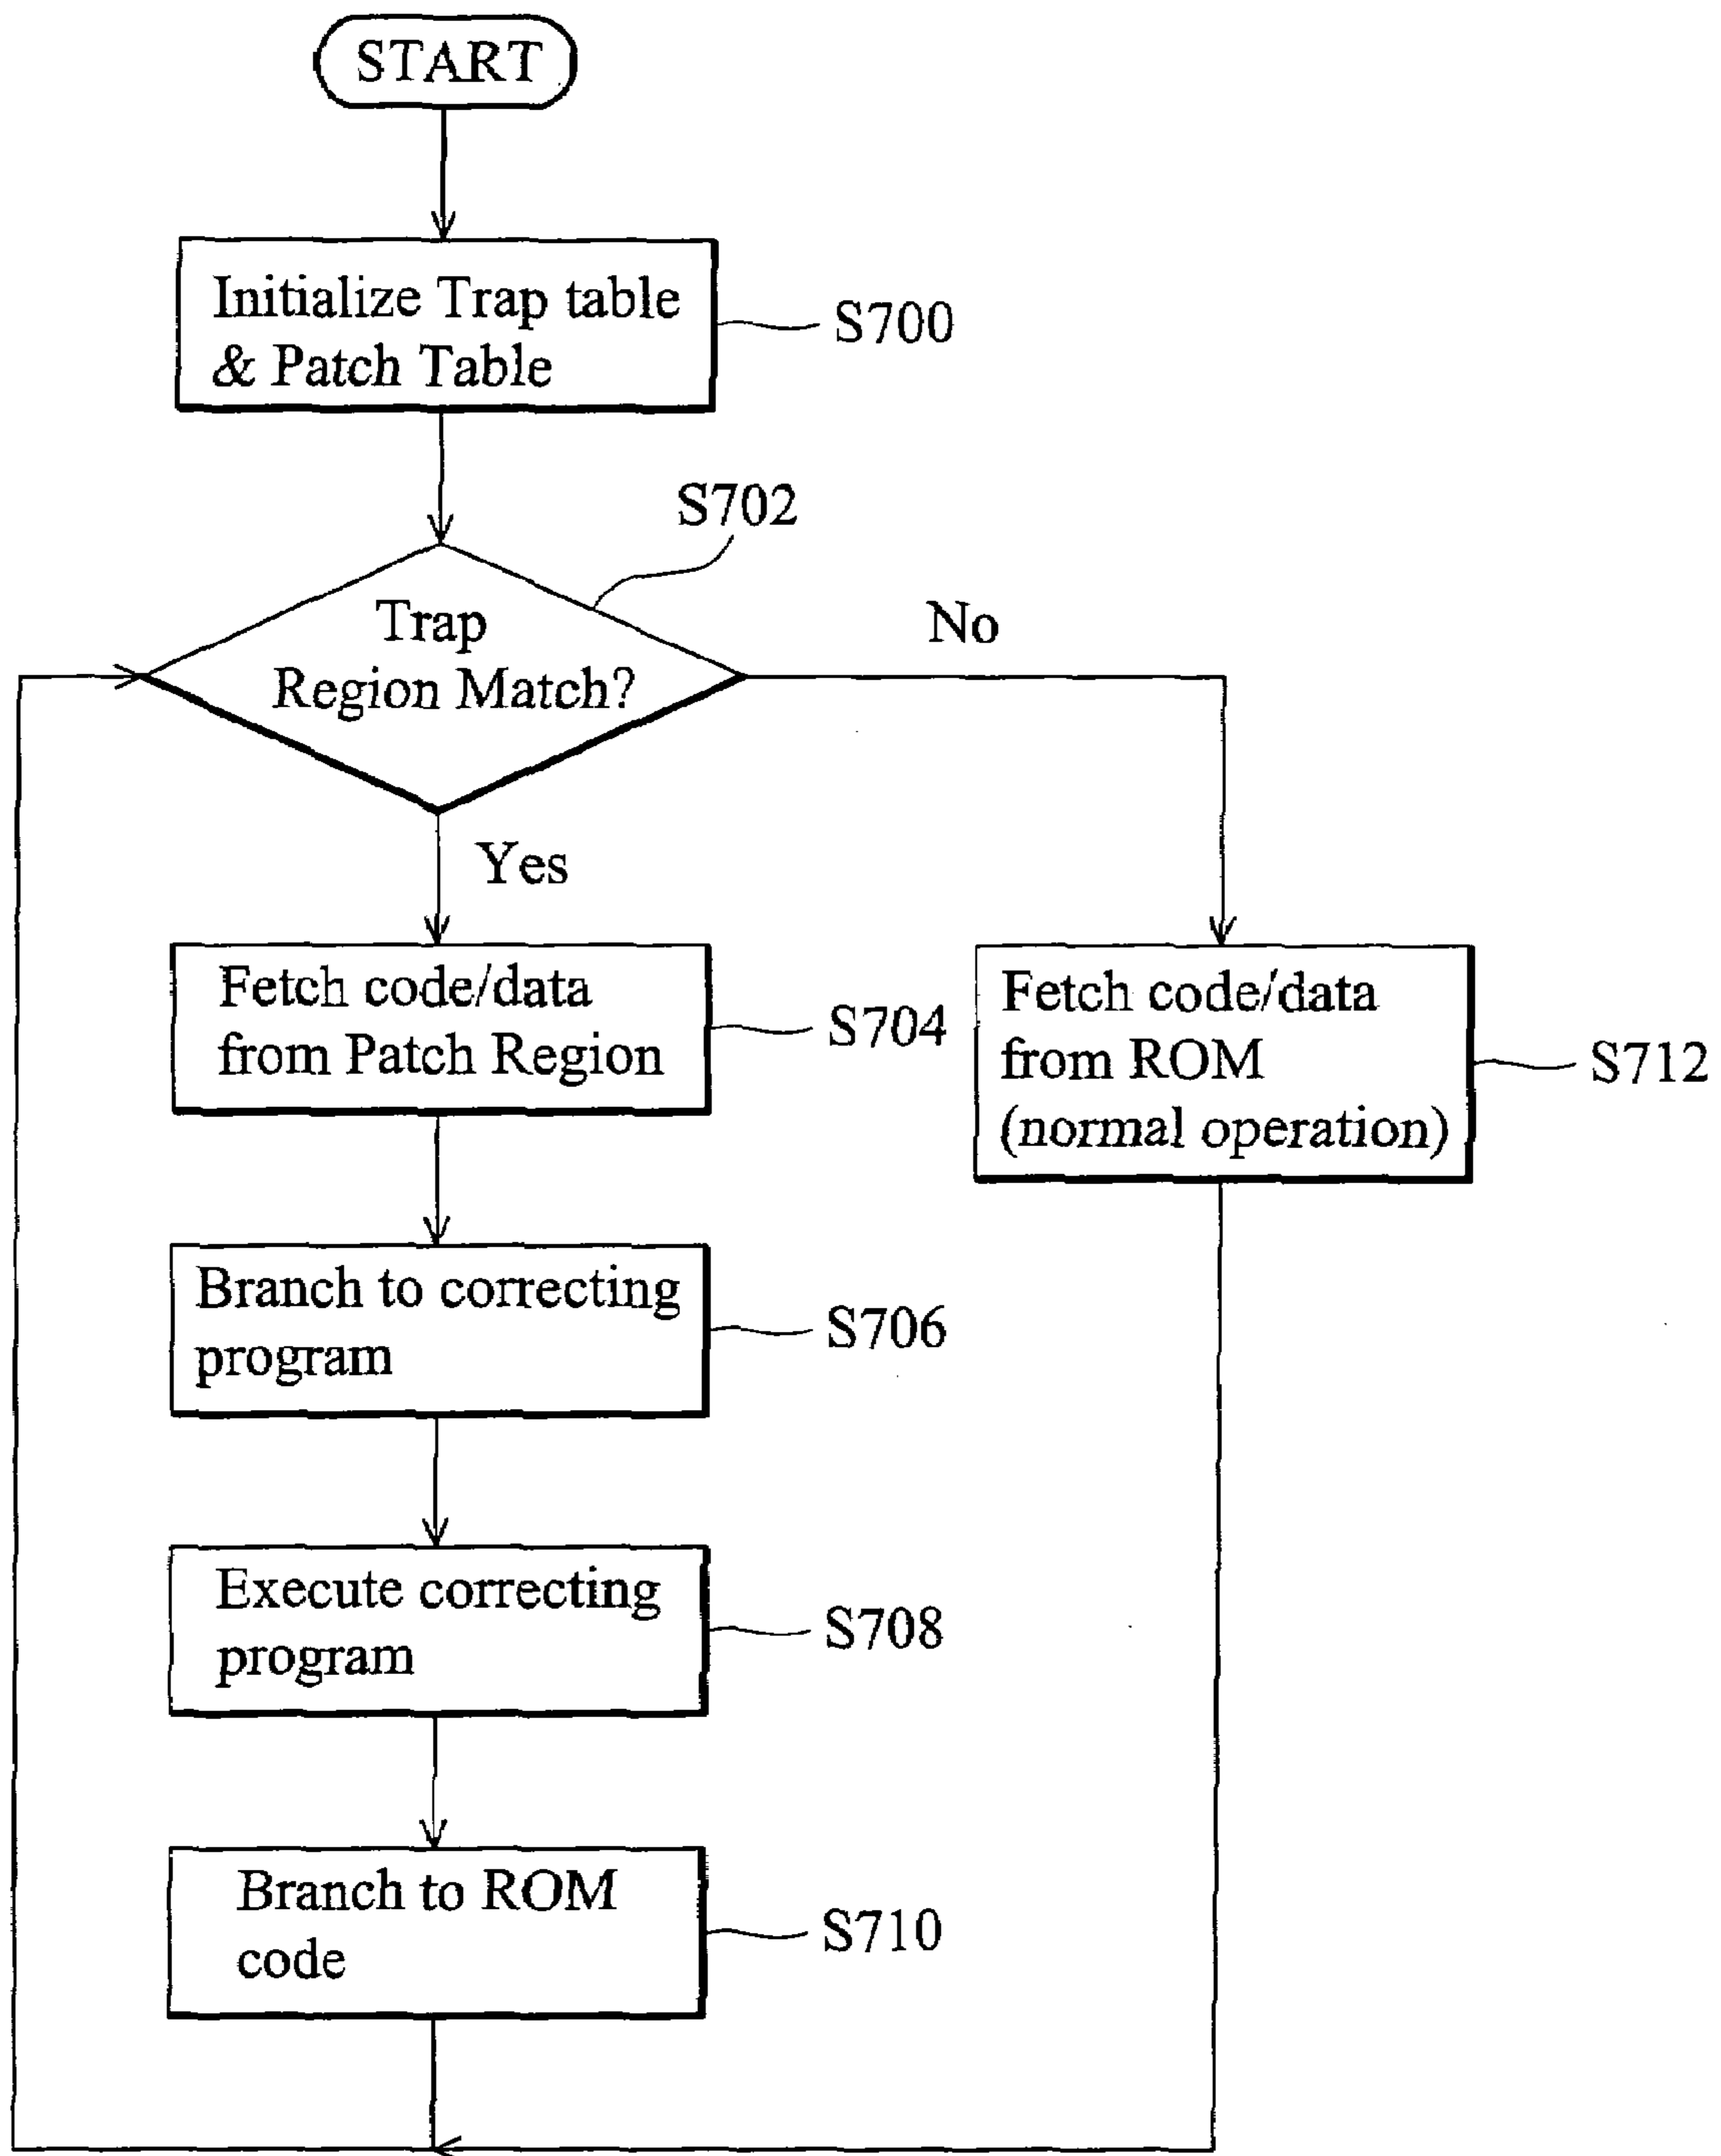 START
Initialize Trap table
& Patch Table
S700
S702
Trap
Region Match?
No
Yes
Fetch code/data
from Patch Region
S704
Fetch code/data
from ROM
(normal operation)
S712
Branch to correcting
program
S706
Execute correcting
program
S708
Branch to ROM
code
S710